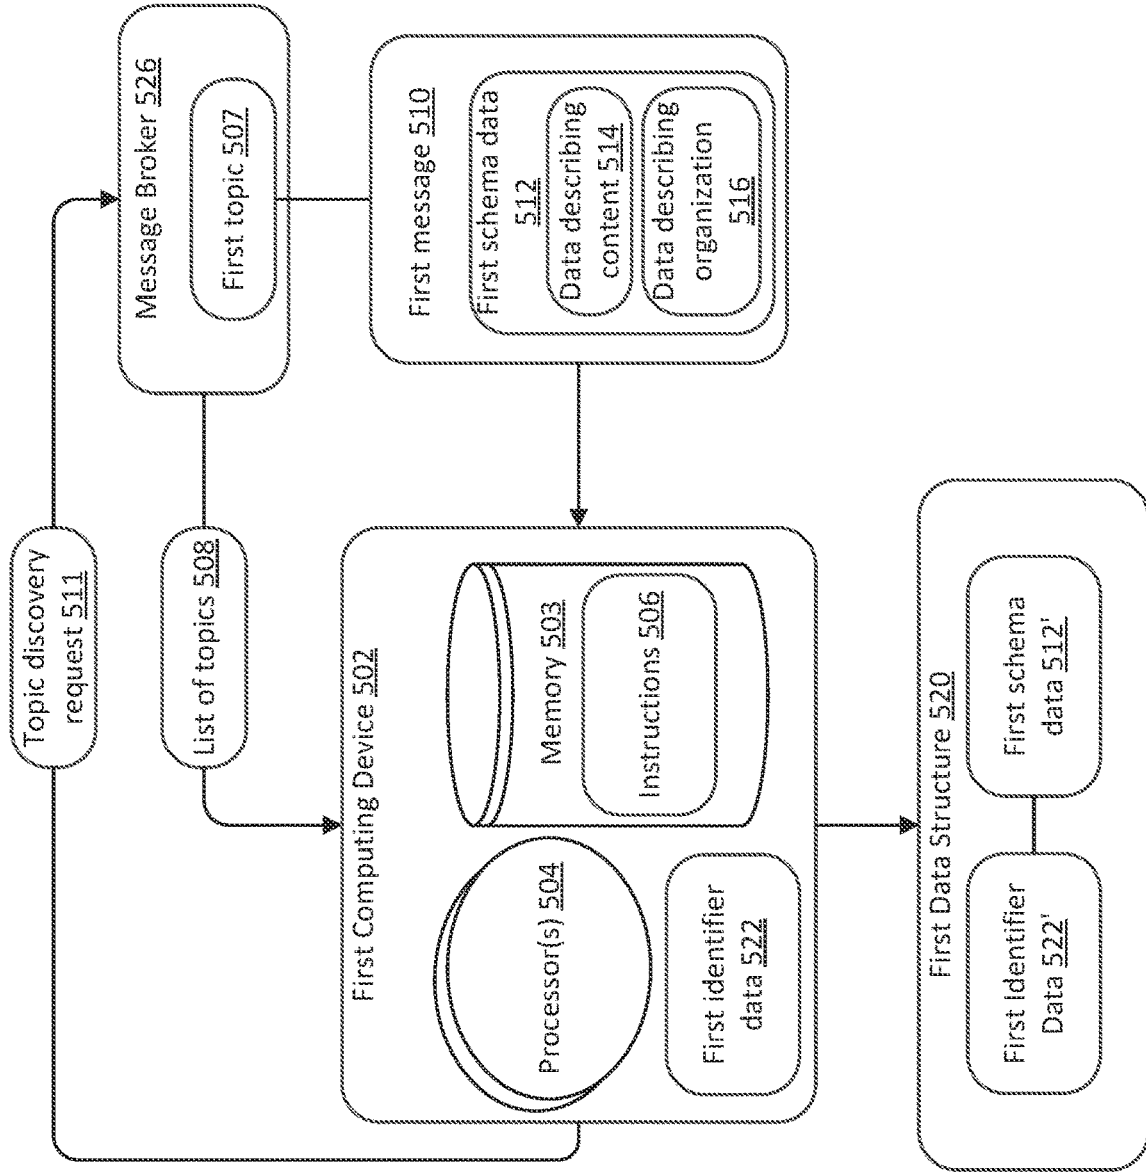 Topic discovery
request 511
List of topics 508
Message Broker 526
First topic 507
First Computing Device 502
Processor(s) 504
Memory 503
Instructions 506
First identifier
data 522
First message 510
First schema data
512
Data describing
content 514
Data describing
organization
516
First Data Structure 520
First Identifier
Data 522'
First schema
data 512'